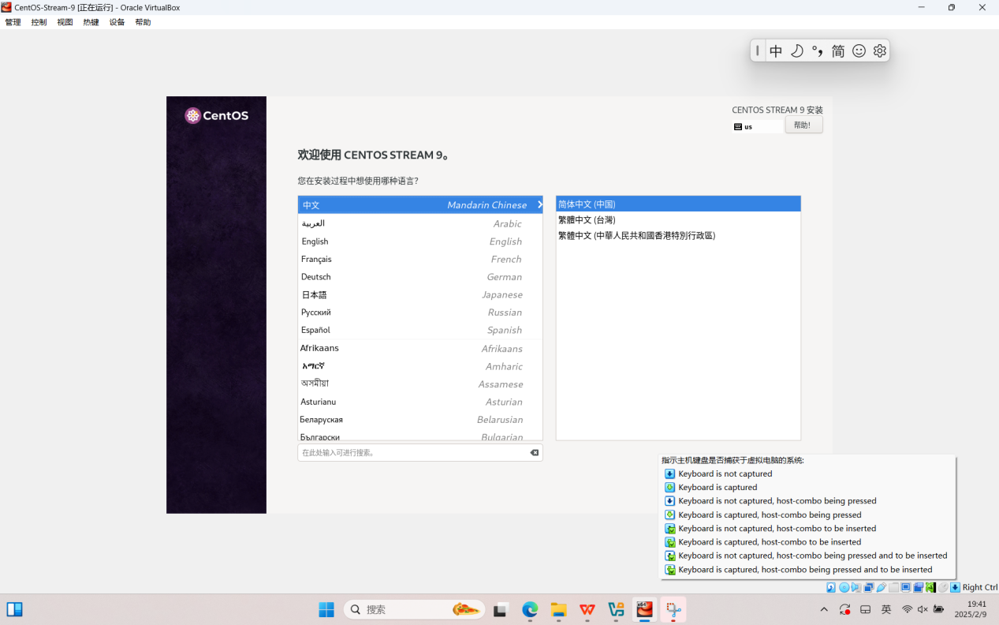 CentOS-Stream-9 [正在运行] - Oracle VirtualBox
管理 控制 视图 热键 设备 帮助
中 °, 简
CentOS
CENTOS STREAM 9 安装
us 帮助!
欢迎使用 CENTOS STREAM 9。
您在安装过程中想使用哪种语言?
中文 Mandarin Chinese
العربية Arabic
English English
Français French
Deutsch German
日本語 Japanese
Русский Russian
Español Spanish
Afrikaans Afrikaans
አማርኛ Amharic
অসমীয়া Assamese
Asturianu Asturian
Беларуская Belarusian
Български Bulgarian
在此处输入可进行搜索。
简体中文 (中国)
繁體中文 (台灣)
繁體中文 (中華人民共和國香港特別行政區)
指示主机键盘是否捕获于虚拟电脑的系统:
Keyboard is not captured
Keyboard is captured
Keyboard is not captured, host-combo being pressed
Keyboard is captured, host-combo being pressed
Keyboard is not captured, host-combo to be inserted
Keyboard is captured, host-combo to be inserted
Keyboard is not captured, host-combo being pressed and to be inserted
Keyboard is captured, host-combo being pressed and to be inserted
Right Ctrl
搜索
英
19:41
2025/2/9